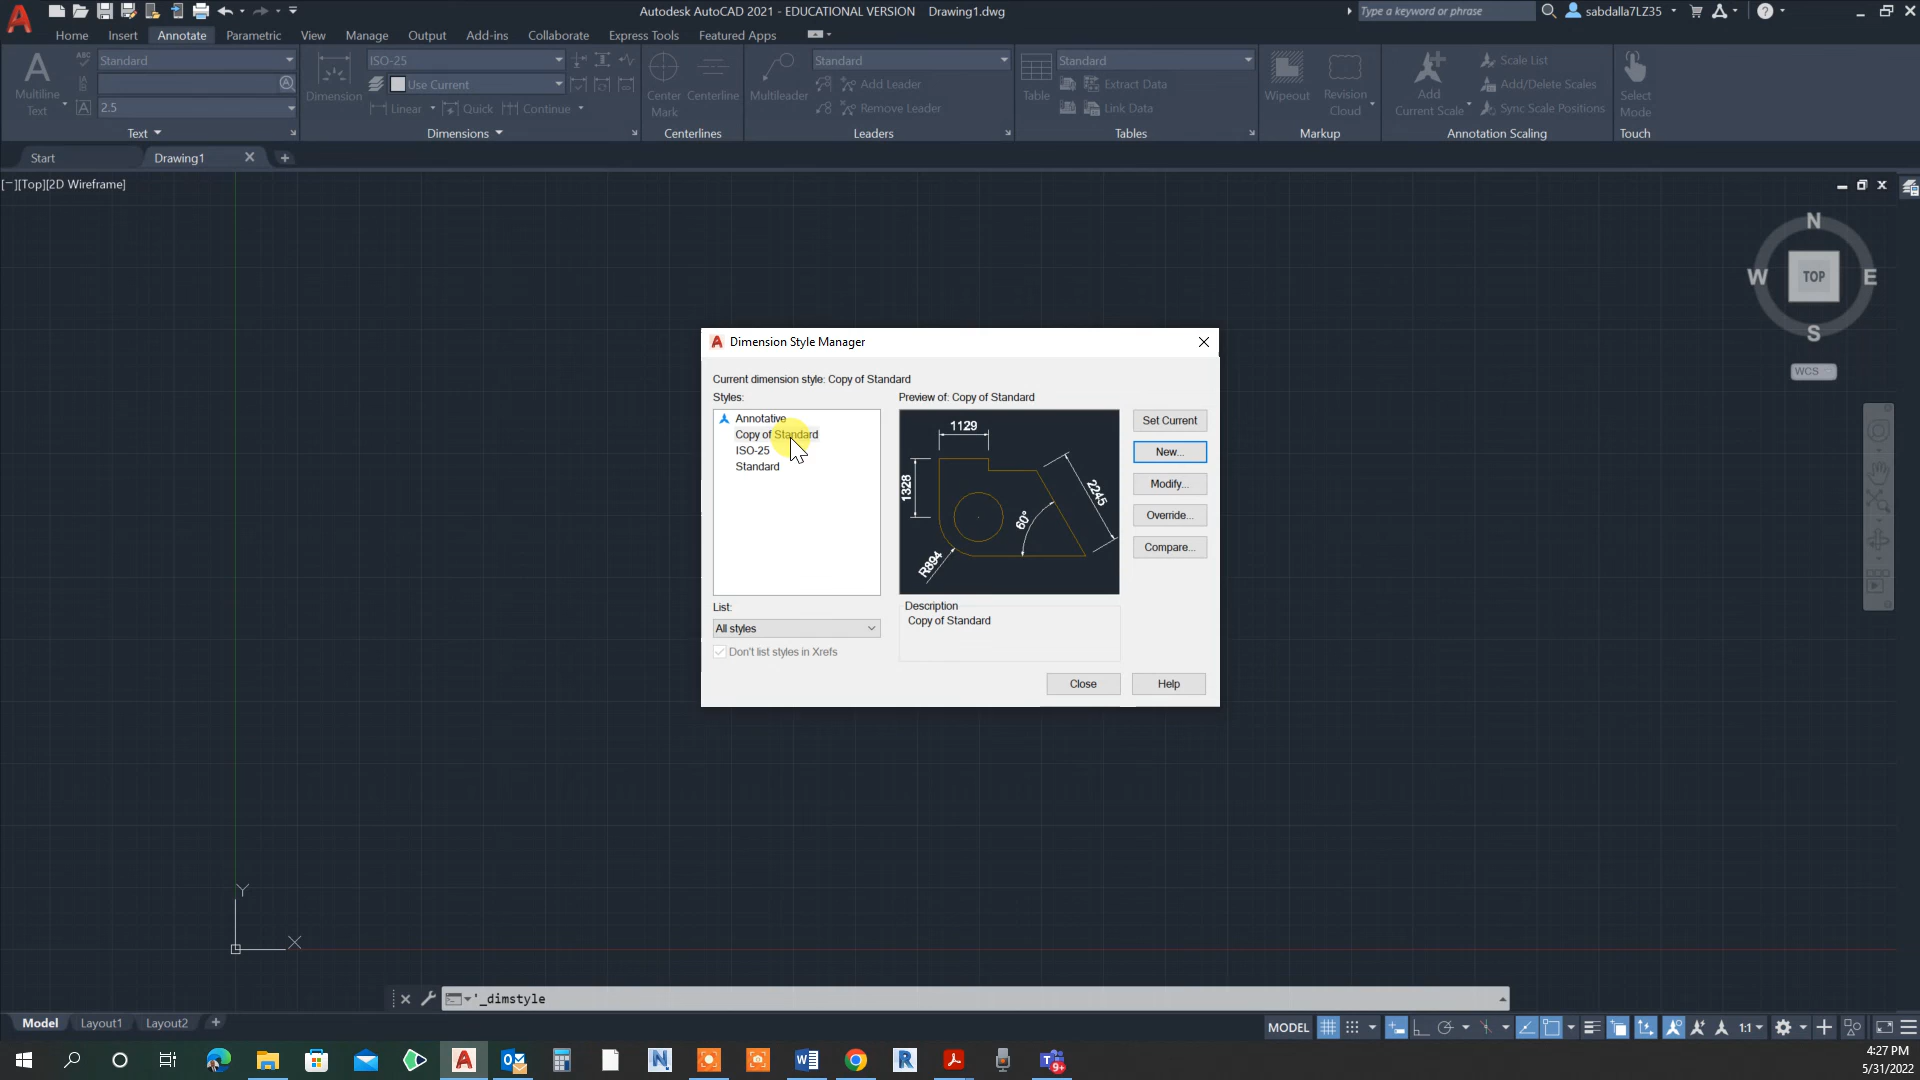 Autodesk AutoCAD 2021 - EDUCATIONAL VERSION Drawing1.dwg
Type a keyword or phrase
sabdalla7LZ35
Home Insert Annotate Parametric View Manage Output Add-ins Collaborate Express Tools Featured Apps
Standard
ISO-25
Standard
Standard
Scale List
Multiline
Text
2.5
Dimension
Use Current
Linear
Quick
Continue
Center
Mark
Centerline
Multileader
Add Leader
Remove Leader
Table
Extract Data
Link Data
Wipeout
Revision
Cloud
Add
Current Scale
Add/Delete Scales
Sync Scale Positions
Select
Mode
Text Dimensions Centerlines Leaders Tables Markup Annotation Scaling Touch
Start Drawing1
[−][Top][2D Wireframe]
N
W TOP E
S
WCS
Dimension Style Manager
Current dimension style: Copy of Standard
Styles:
Annotative
Copy of Standard
ISO-25
Standard
Preview of: Copy of Standard
1129
1328
2245
60°
R894
Set Current
New...
Modify...
Override...
Compare...
List:
All styles
Don't list styles in Xrefs
Description
Copy of Standard
Close Help
Y
X
'_dimstyle
Model Layout1 Layout2
MODEL
1:1
9+
4:27 PM
5/31/2022